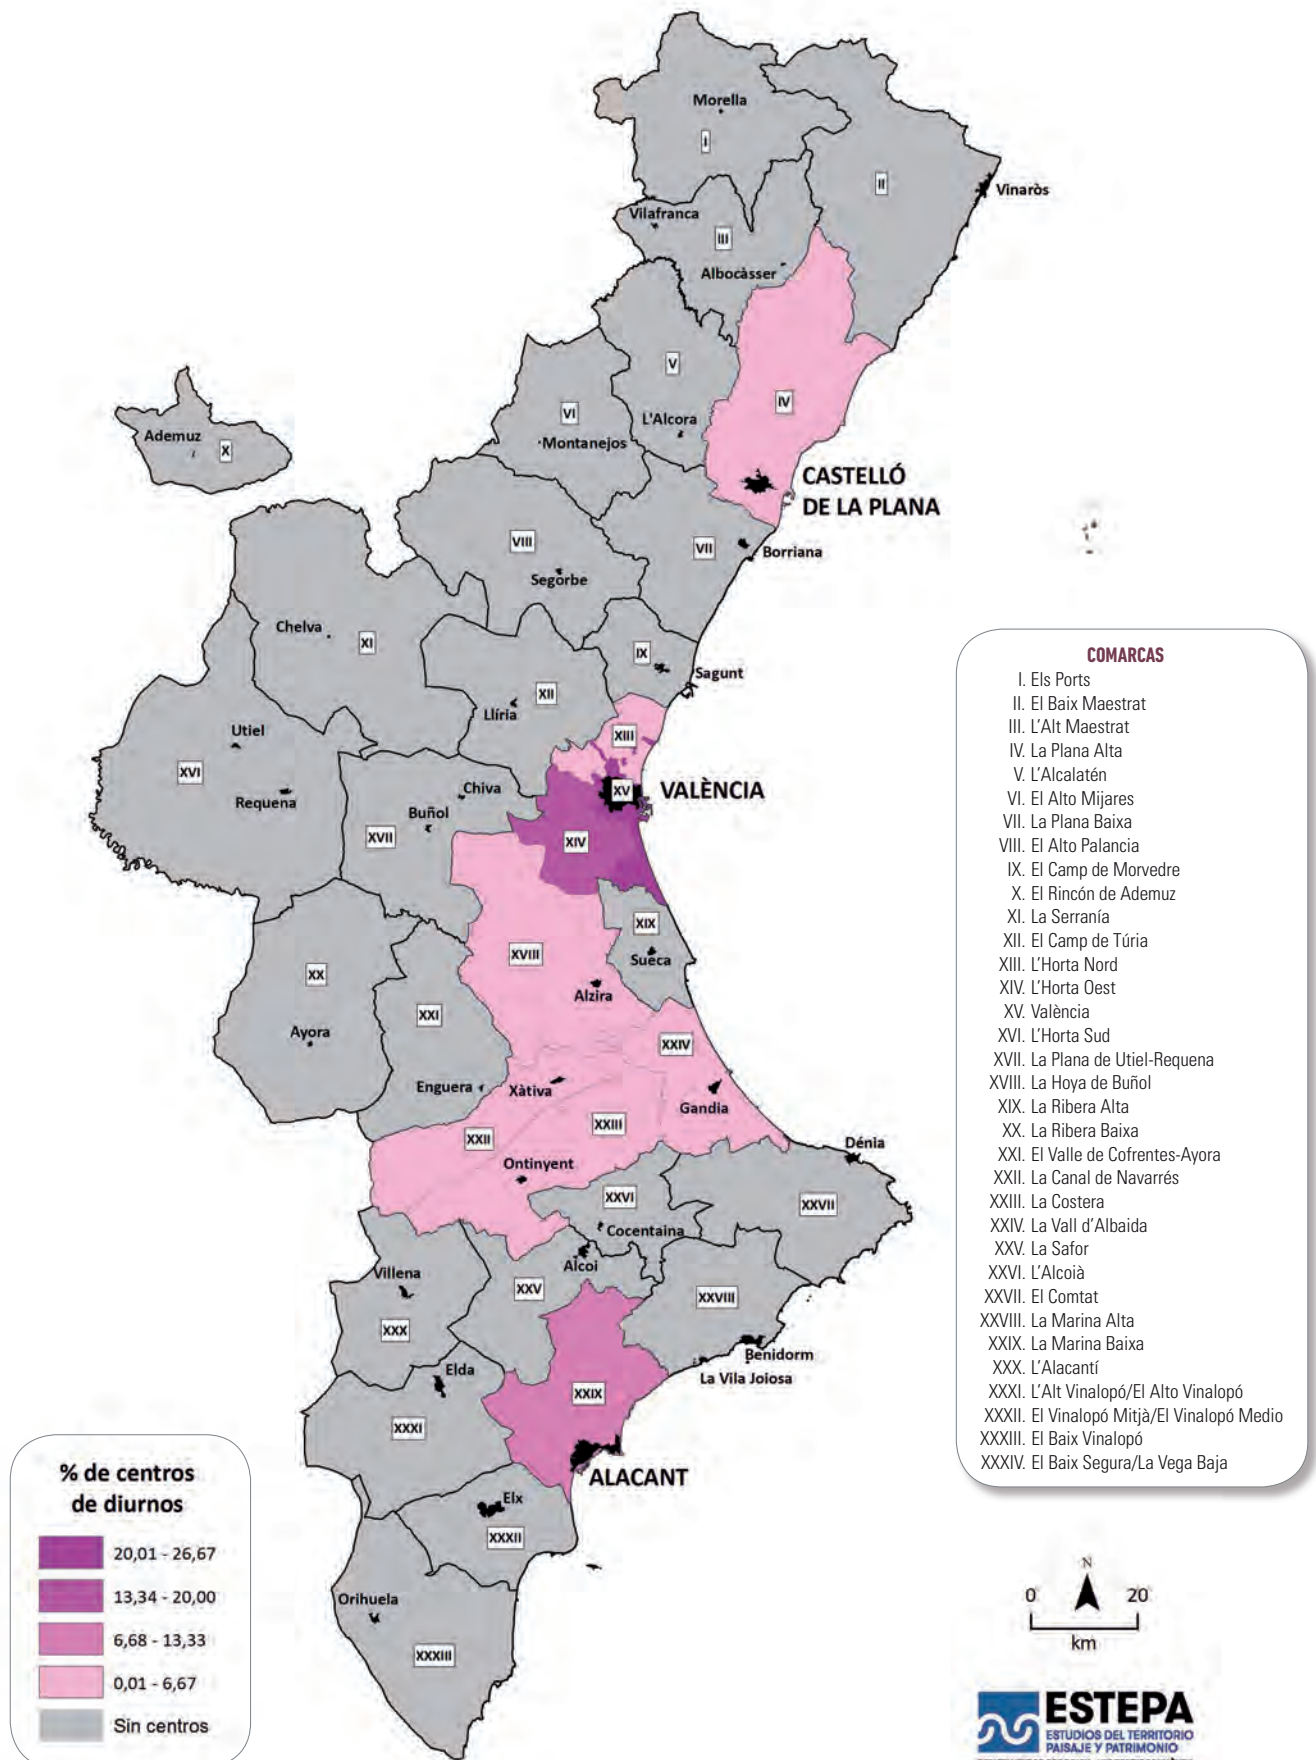 Morella
I
II
Vinaròs
Vilafranca
III
Albocàsser
V
IV
VI
L'Alcora
Ademuz
X
Montanejos
CASTELLÓ
DE LA PLANA
VIII
VII
Borriana
Segorbe
Chelva
XI
IX
Sagunt
XII
Llíria
Utiel
XIII
XVI
Requena
Chiva
XV
VALÈNCIA
Buñol
XVII
XIV
XIX
XVIII
Sueca
XX
Alzira
XXI
Ayora
XXIV
Enguera
Xàtiva
Gandia
XXIII
XXII
Dénia
Ontinyent
XXVI
XXVII
Cocentaina
Villena
Alcoi
XXV
XXVIII
XXX
Benidorm
Elda
La Vila Joiosa
XXIX
XXXI
ALACANT
Elx
XXXII
Orihuela
XXXIII
COMARCAS
I. Els Ports
II. El Baix Maestrat
III. L'Alt Maestrat
IV. La Plana Alta
V. L'Alcalatén
VI. El Alto Mijares
VII. La Plana Baixa
VIII. El Alto Palancia
IX. El Camp de Morvedre
X. El Rincón de Ademuz
XI. La Serranía
XII. El Camp de Túria
XIII. L'Horta Nord
XIV. L'Horta Oest
XV. València
XVI. L'Horta Sud
XVII. La Plana de Utiel-Requena
XVIII. La Hoya de Buñol
XIX. La Ribera Alta
XX. La Ribera Baixa
XXI. El Valle de Cofrentes-Ayora
XXII. La Canal de Navarrés
XXIII. La Costera
XXIV. La Vall d'Albaida
XXV. La Safor
XXVI. L'Alcoià
XXVII. El Comtat
XXVIII. La Marina Alta
XXIX. La Marina Baixa
XXX. L'Alacantí
XXXI. L'Alt Vinalopó/El Alto Vinalopó
XXXII. El Vinalopó Mitjà/El Vinalopó Medio
XXXIII. El Baix Vinalopó
XXXIV. El Baix Segura/La Vega Baja
% de centros
de diurnos
20,01 - 26,67
13,34 - 20,00
6,68 - 13,33
0,01 - 6,67
Sin centros
N
0 20
km
ESTEPA
ESTUDIOS DEL TERRITORIO
PAISAJE Y PATRIMONIO